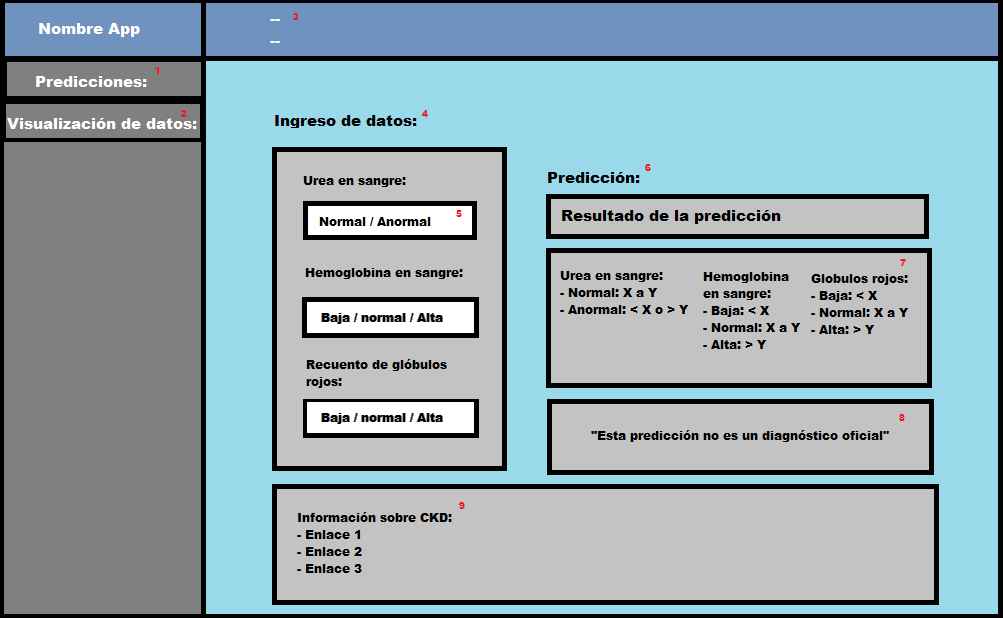 Nombre App
-- 3
--
Predicciones: 1
Visualización de datos: 2
Ingreso de datos: 4
Urea en sangre:
Normal / Anormal 5
Hemoglobina en sangre:
Baja / normal / Alta
Recuento de glóbulos
rojos:
Baja / normal / Alta
Predicción: 6
Resultado de la predicción
7
Urea en sangre:
- Normal: X a Y
- Anormal: < X o > Y
Hemoglobina
en sangre:
- Baja: < X
- Normal: X a Y
- Alta: > Y
Globulos rojos:
- Baja: < X
- Normal: X a Y
- Alta: > Y
8
"Esta predicción no es un diagnóstico oficial"
9
Información sobre CKD:
- Enlace 1
- Enlace 2
- Enlace 3